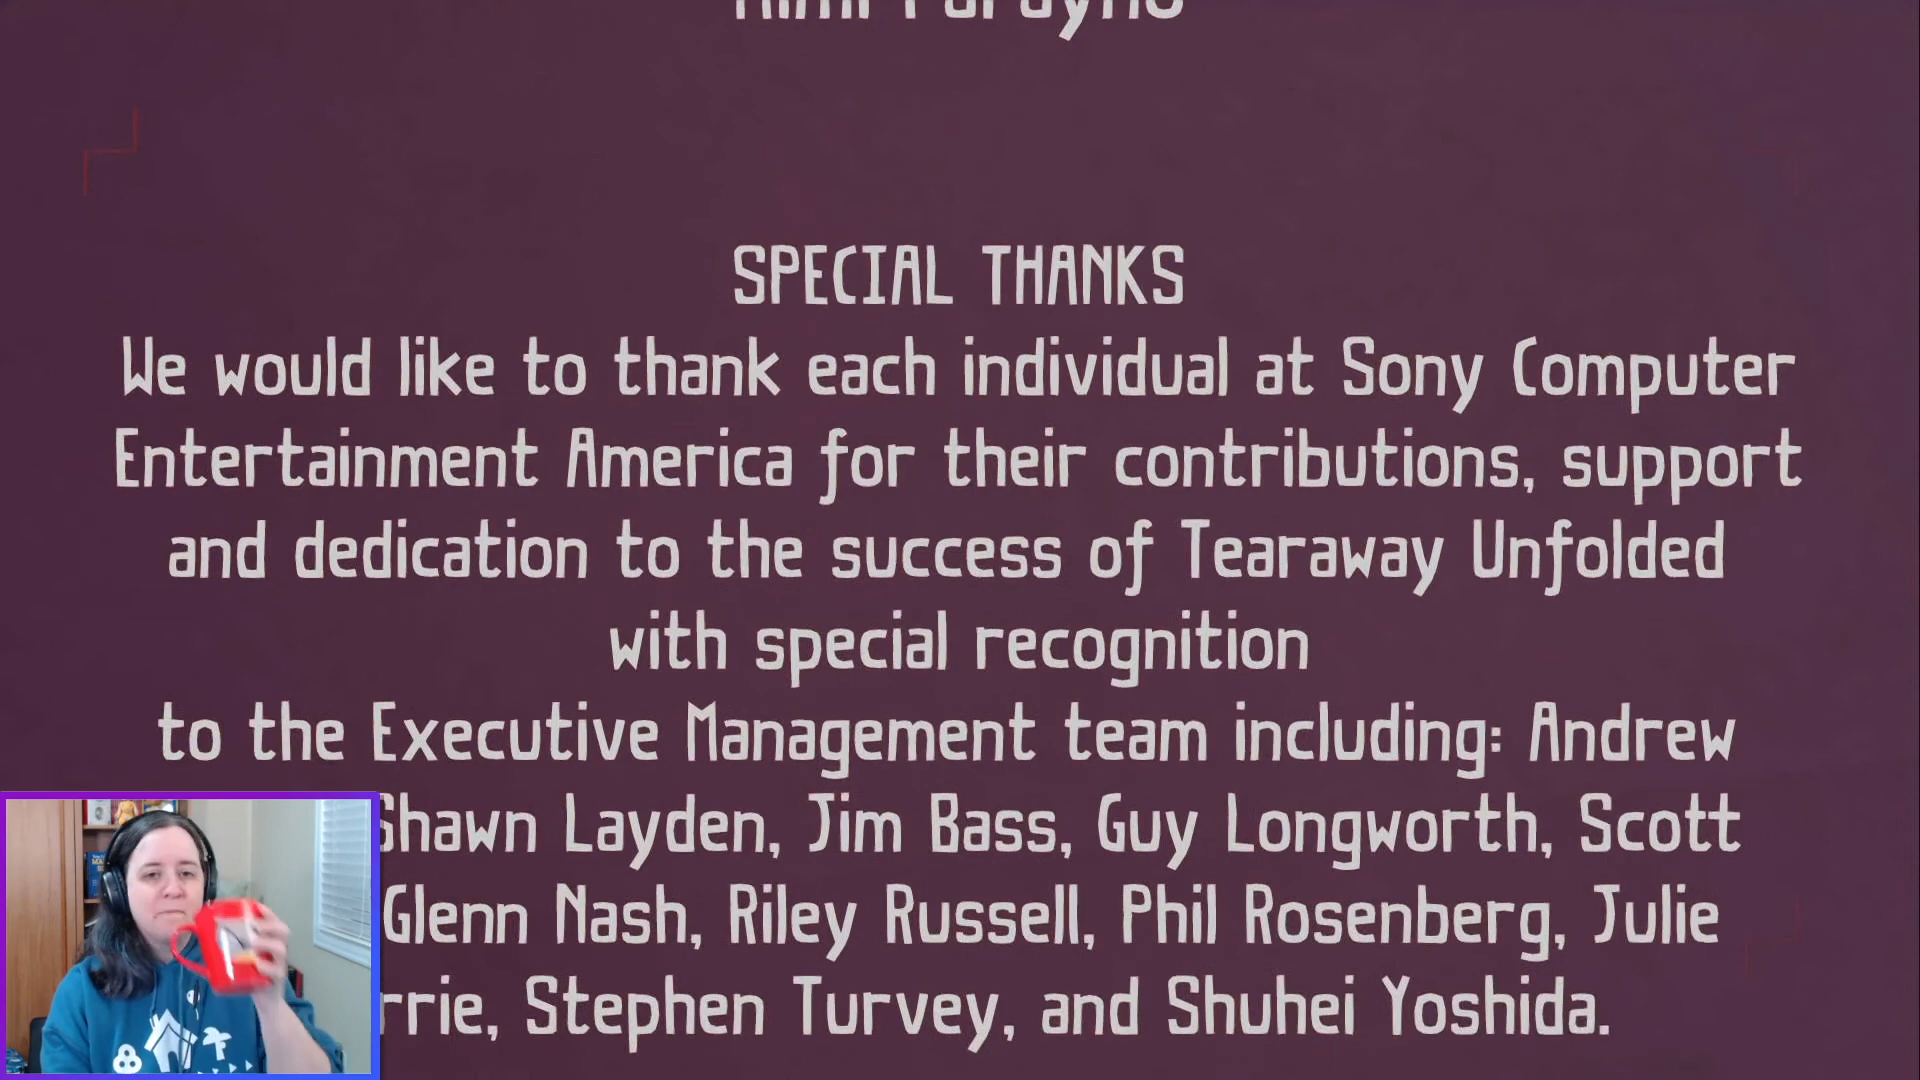 SPECIAL THANKS
We would like to thank each individual at Sony Computer
Entertainment America for their contributions, support
and dedication to the success of Tearaway Unfolded
with special recognition
to the Executive Management team including: Andrew
Shawn Layden, Jim Bass, Guy Longworth, Scott
Glenn Nash, Riley Russell, Phil Rosenberg, Julie
Stephen Turvey, and Shuhei Yoshida.